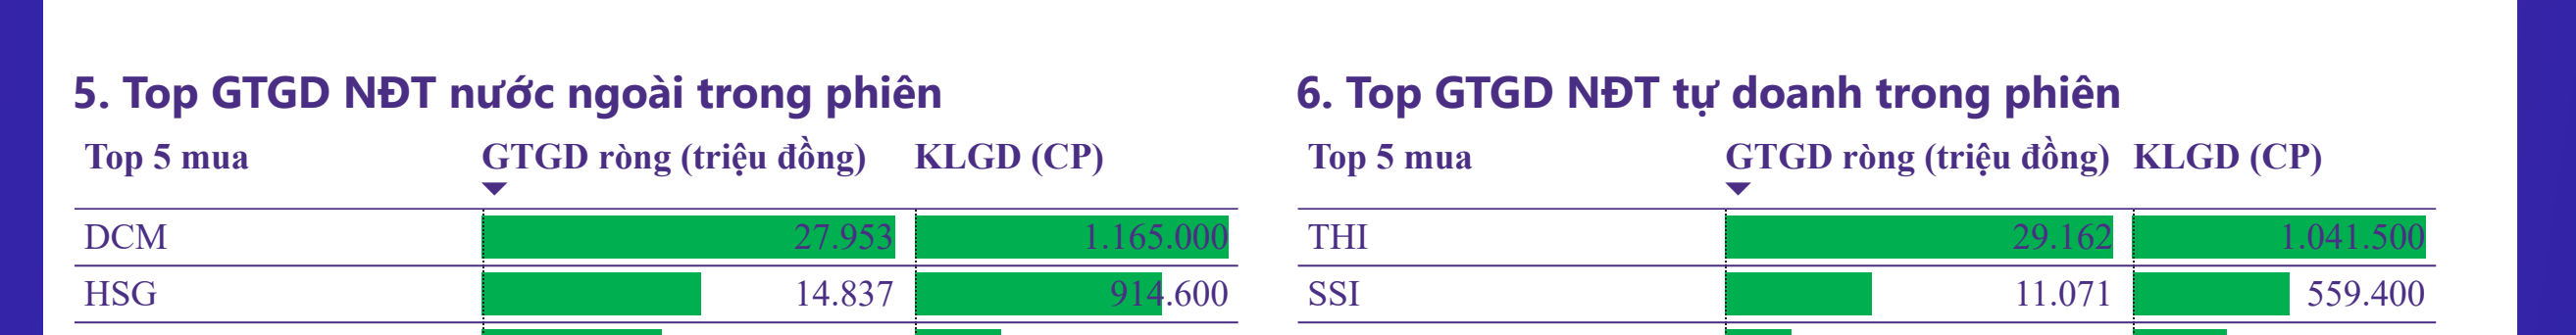 5. Top GTGD NĐT nước ngoài trong phiên
Top 5 mua GTGD ròng (triệu đồng) KLGD (CP)
DCM 27.953 1.165.000
HSG 14.837 914.600
6. Top GTGD NĐT tự doanh trong phiên
Top 5 mua GTGD ròng (triệu đồng) KLGD (CP)
THI 29.162 1.041.500
SSI 11.071 559.400